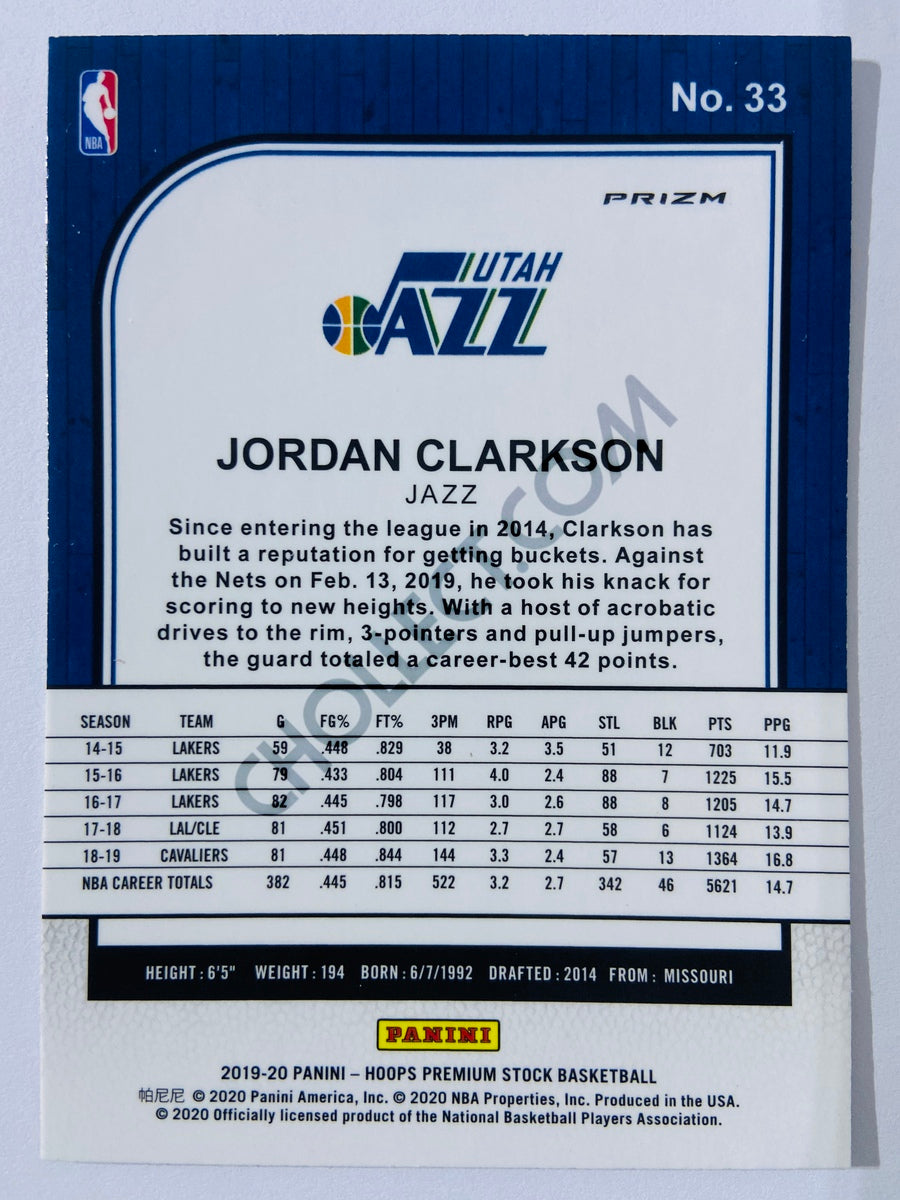 No. 33
NBA
PRIZM
UTAH
JAZZ
JORDAN CLARKSON
JAZZ
Since entering the league in 2014, Clarkson has
built a reputation for getting buckets. Against
the Nets on Feb. 13, 2019, he took his knack for
scoring to new heights. With a host of acrobatic
drives to the rim, 3-pointers and pull-up jumpers,
the guard totaled a career-best 42 points.
CHOLLECT.COM
SEASON TEAM G FG% FT% 3PM RPG APG STL BLK PTS PPG
14-15 LAKERS 59 .448 .829 38 3.2 3.5 51 12 703 11.9
15-16 LAKERS 79 .433 .804 111 4.0 2.4 88 7 1225 15.5
16-17 LAKERS 82 .445 .798 117 3.0 2.6 88 8 1205 14.7
17-18 LAL/CLE 81 .451 .800 112 2.7 2.7 58 6 1124 13.9
18-19 CAVALIERS 81 .448 .844 144 3.3 2.4 57 13 1364 16.8
NBA CAREER TOTALS 382 .445 .815 522 3.2 2.7 342 46 5621 14.7
HEIGHT: 6'5" WEIGHT: 194 BORN: 6/7/1992 DRAFTED: 2014 FROM: MISSOURI
PANINI
2019-20 PANINI – HOOPS PREMIUM STOCK BASKETBALL
帕尼尼 © 2020 Panini America, Inc. © 2020 NBA Properties, Inc. Produced in the USA.
© 2020 Officially licensed product of the National Basketball Players Association.